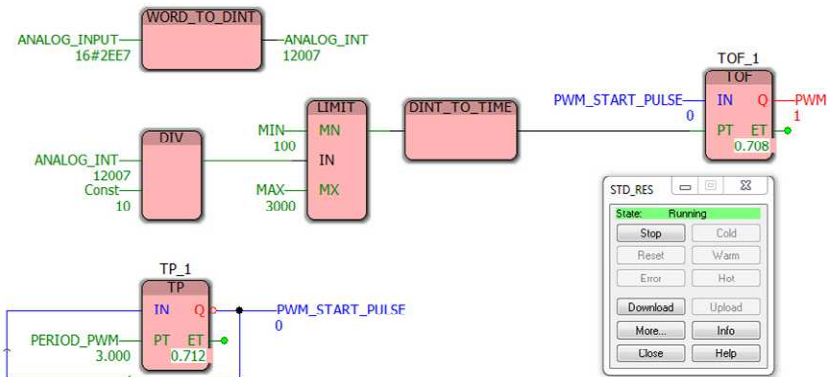 WORD_TO_DINT
ANALOG_INPUT ANALOG_INT
16#2EE7 12007
TOF_1
TOF
PWM_START_PULSE IN Q PWM
0 1
PT ET
0.708
LIMIT
MIN MN
100
IN
MAX MX
3000
DINT_TO_TIME
DIV
ANALOG_INT
12007
Const
10
TP_1
TP
IN Q PWM_START_PULSE
0
PERIOD_PWM PT ET
3.000 0.712
STD_RES
State: Running
Stop Cold
Reset Warm
Error Hot
Download Upload
More... Info
Close Help